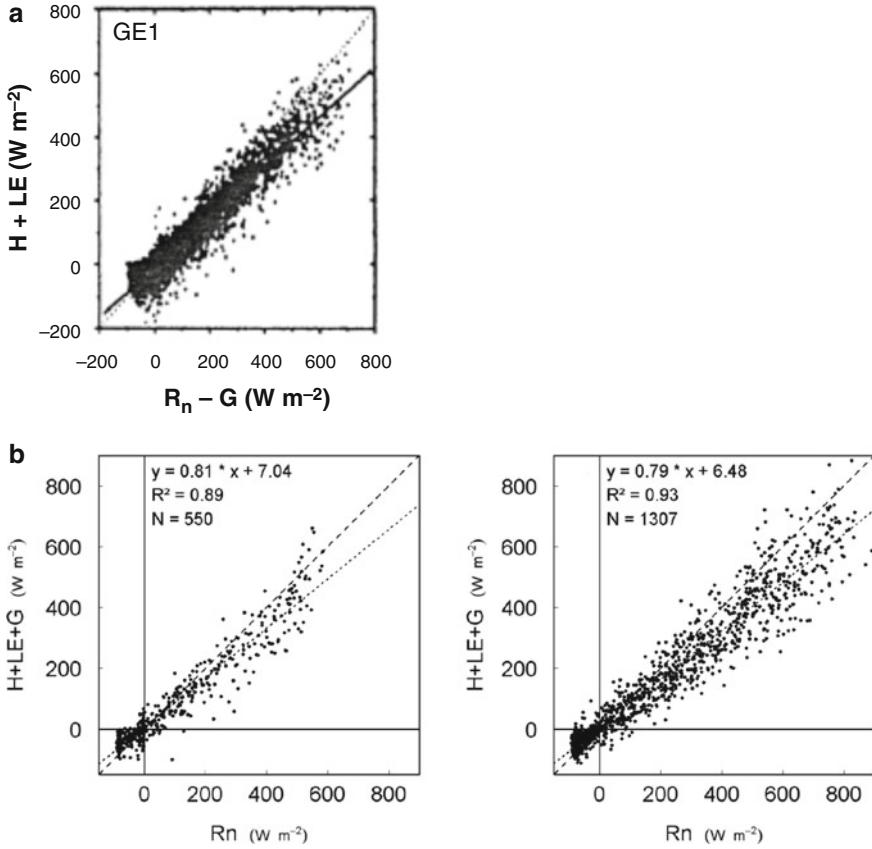 a
GE1
H + LE (W m⁻²)
800
600
400
200
0
−200
−200 0 200 400 600 800
Rₙ − G (W m⁻²)
b
y = 0.81 * x + 7.04
R² = 0.89
N = 550
H+LE+G (W m⁻²)
800
600
400
200
0
0 200 400 600 800
Rn (W m⁻²)
y = 0.79 * x + 6.48
R² = 0.93
N = 1307
H+LE+G (W m⁻²)
800
600
400
200
0
0 200 400 600 800
Rn (W m⁻²)